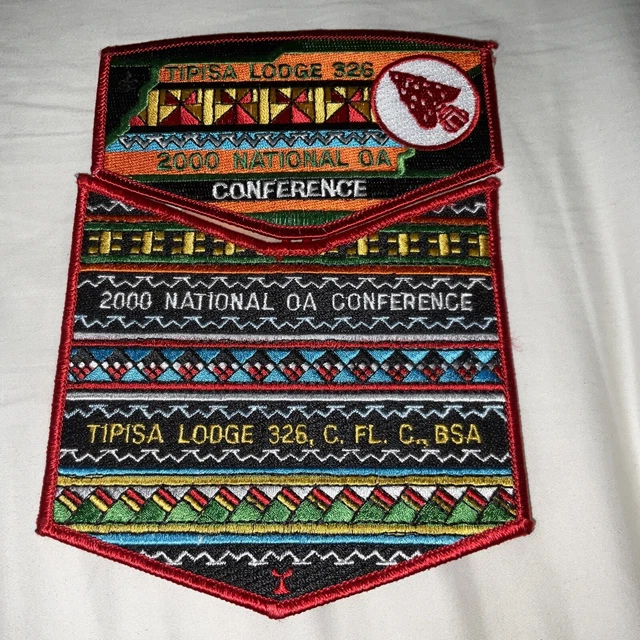 TIPISA LODGE 326
2000 NATIONAL OA
CONFERENCE
2000 NATIONAL OA CONFERENCE
TIPISA LODGE 326, C. FL. C., BSA